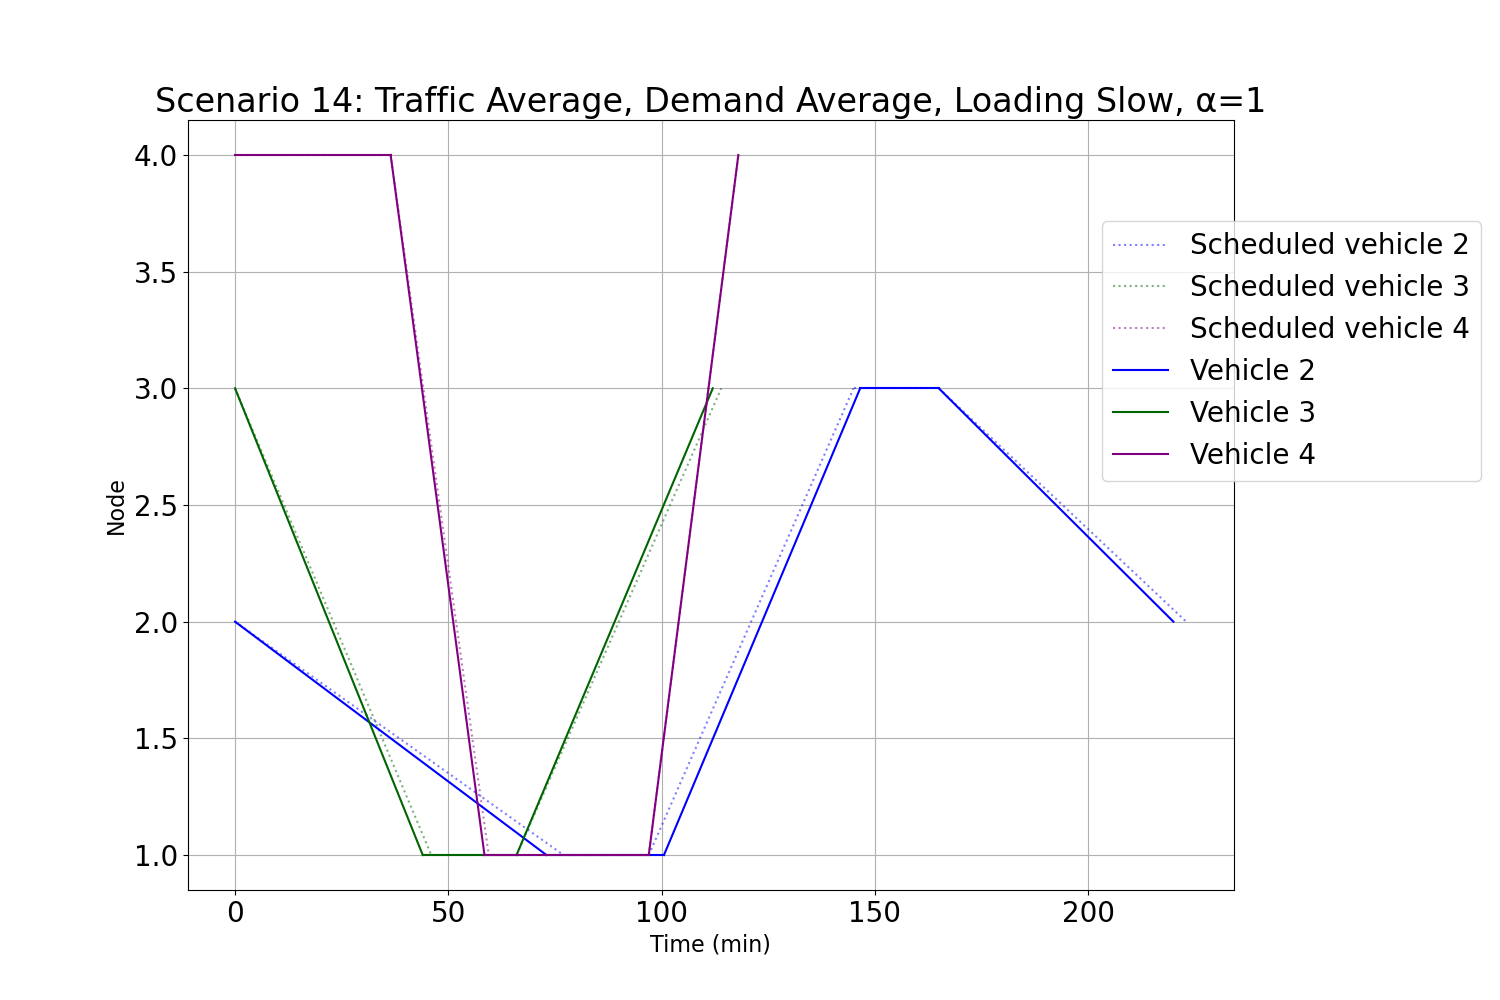 Scenario 14: Traffic Average, Demand Average, Loading Slow, α=1
4.0
3.5
3.0
2.5
2.0
1.5
1.0
Node
0 50 100 150 200
Time (min)
Scheduled vehicle 2
Scheduled vehicle 3
Scheduled vehicle 4
Vehicle 2
Vehicle 3
Vehicle 4